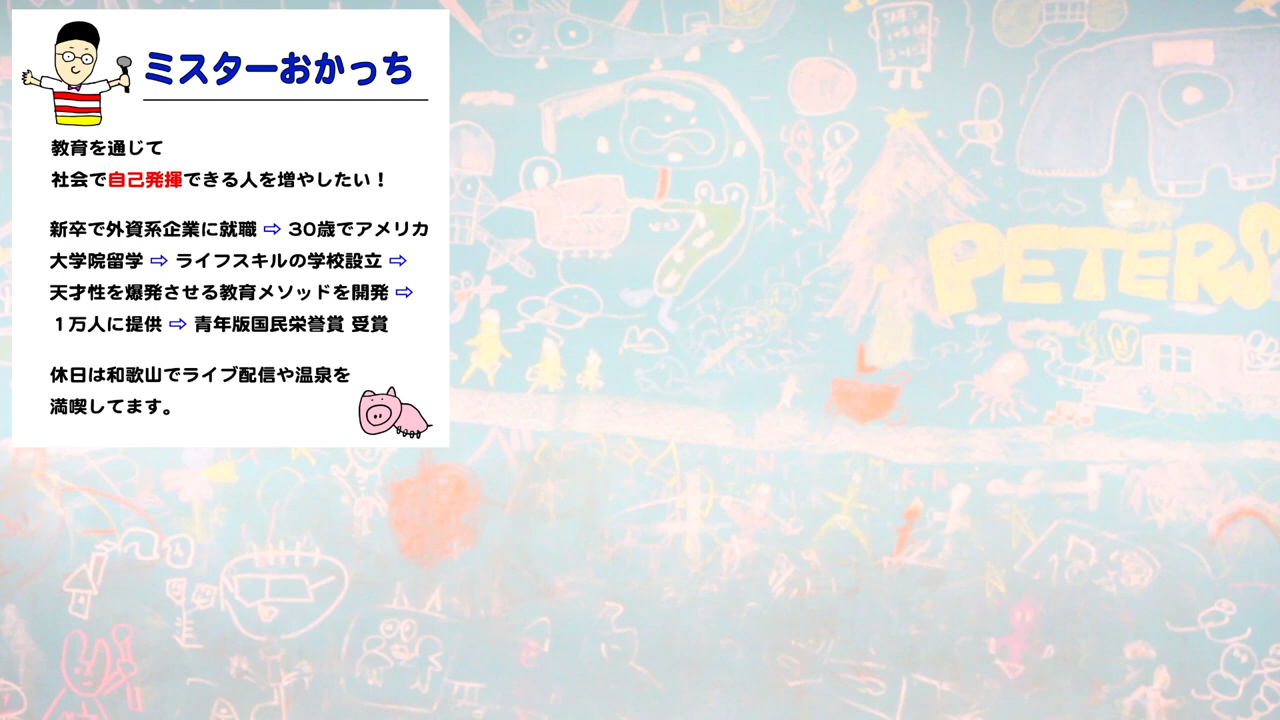 ミスターおかっち
教育を通じて
社会で自己発揮できる人を増やしたい！
新卒で外資系企業に就職 ⇨ 30歳でアメリカ
大学院留学 ⇨ ライフスキルの学校設立 ⇨
天才性を爆発させる教育メソッドを開発 ⇨
1万人に提供 ⇨ 青年版国民栄誉賞 受賞
休日は和歌山でライブ配信や温泉を
満喫してます。
PETERS